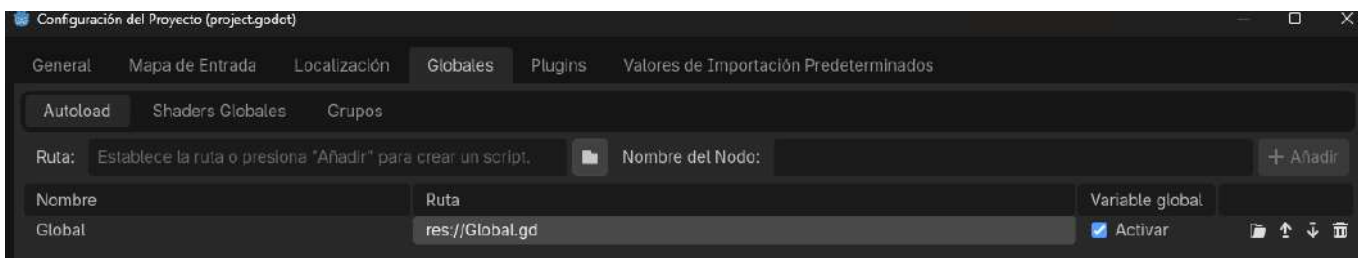 Configuración del Proyecto (project.godot)
General Mapa de Entrada Localización Globales Plugins Valores de Importación Predeterminados
Autoload Shaders Globales Grupos
Ruta: Establece la ruta o presiona "Añadir" para crear un script. Nombre del Nodo: + Añadir
Nombre Ruta Variable global
Global res://Global.gd Activar